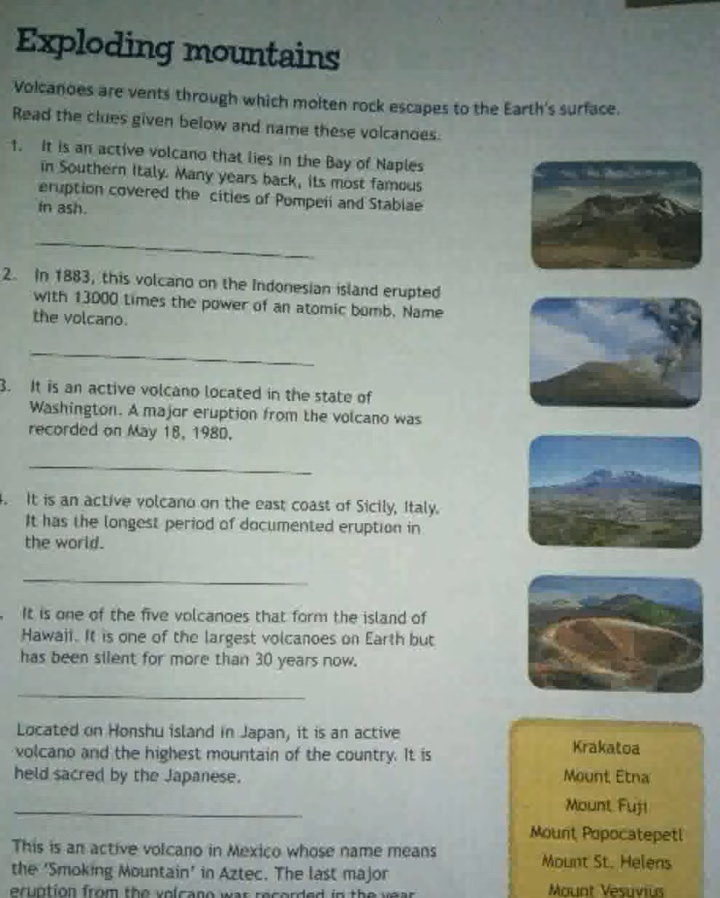 Exploding mountains
Volcanoes are vents through which molten rock escapes to the Earth's surface.
Read the clues given below and name these volcanoes.
1. It is an active volcano that lies in the Bay of Naples
in Southern Italy. Many years back, its most famous
eruption covered the cities of Pompeii and Stabiae
in ash.
2. In 1883, this volcano on the Indonesian island erupted
with 13000 times the power of an atomic bomb. Name
the volcano.
3. It is an active volcano located in the state of
Washington. A major eruption from the volcano was
recorded on May 18, 1980.
. It is an active volcano on the east coast of Sicily, Italy.
It has the longest period of documented eruption in
the world.
. It is one of the five volcanoes that form the island of
Hawaii. It is one of the largest volcanoes on Earth but
has been silent for more than 30 years now.
Located on Honshu island in Japan, it is an active
volcano and the highest mountain of the country. It is
held sacred by the Japanese.
This is an active volcano in Mexico whose name means
the 'Smoking Mountain' in Aztec. The last major
eruption from the volcano was recorded in the year
Krakatoa
Mount Etna
Mount Fuji
Mount Popocatepetl
Mount St. Helens
Mount Vesuvius